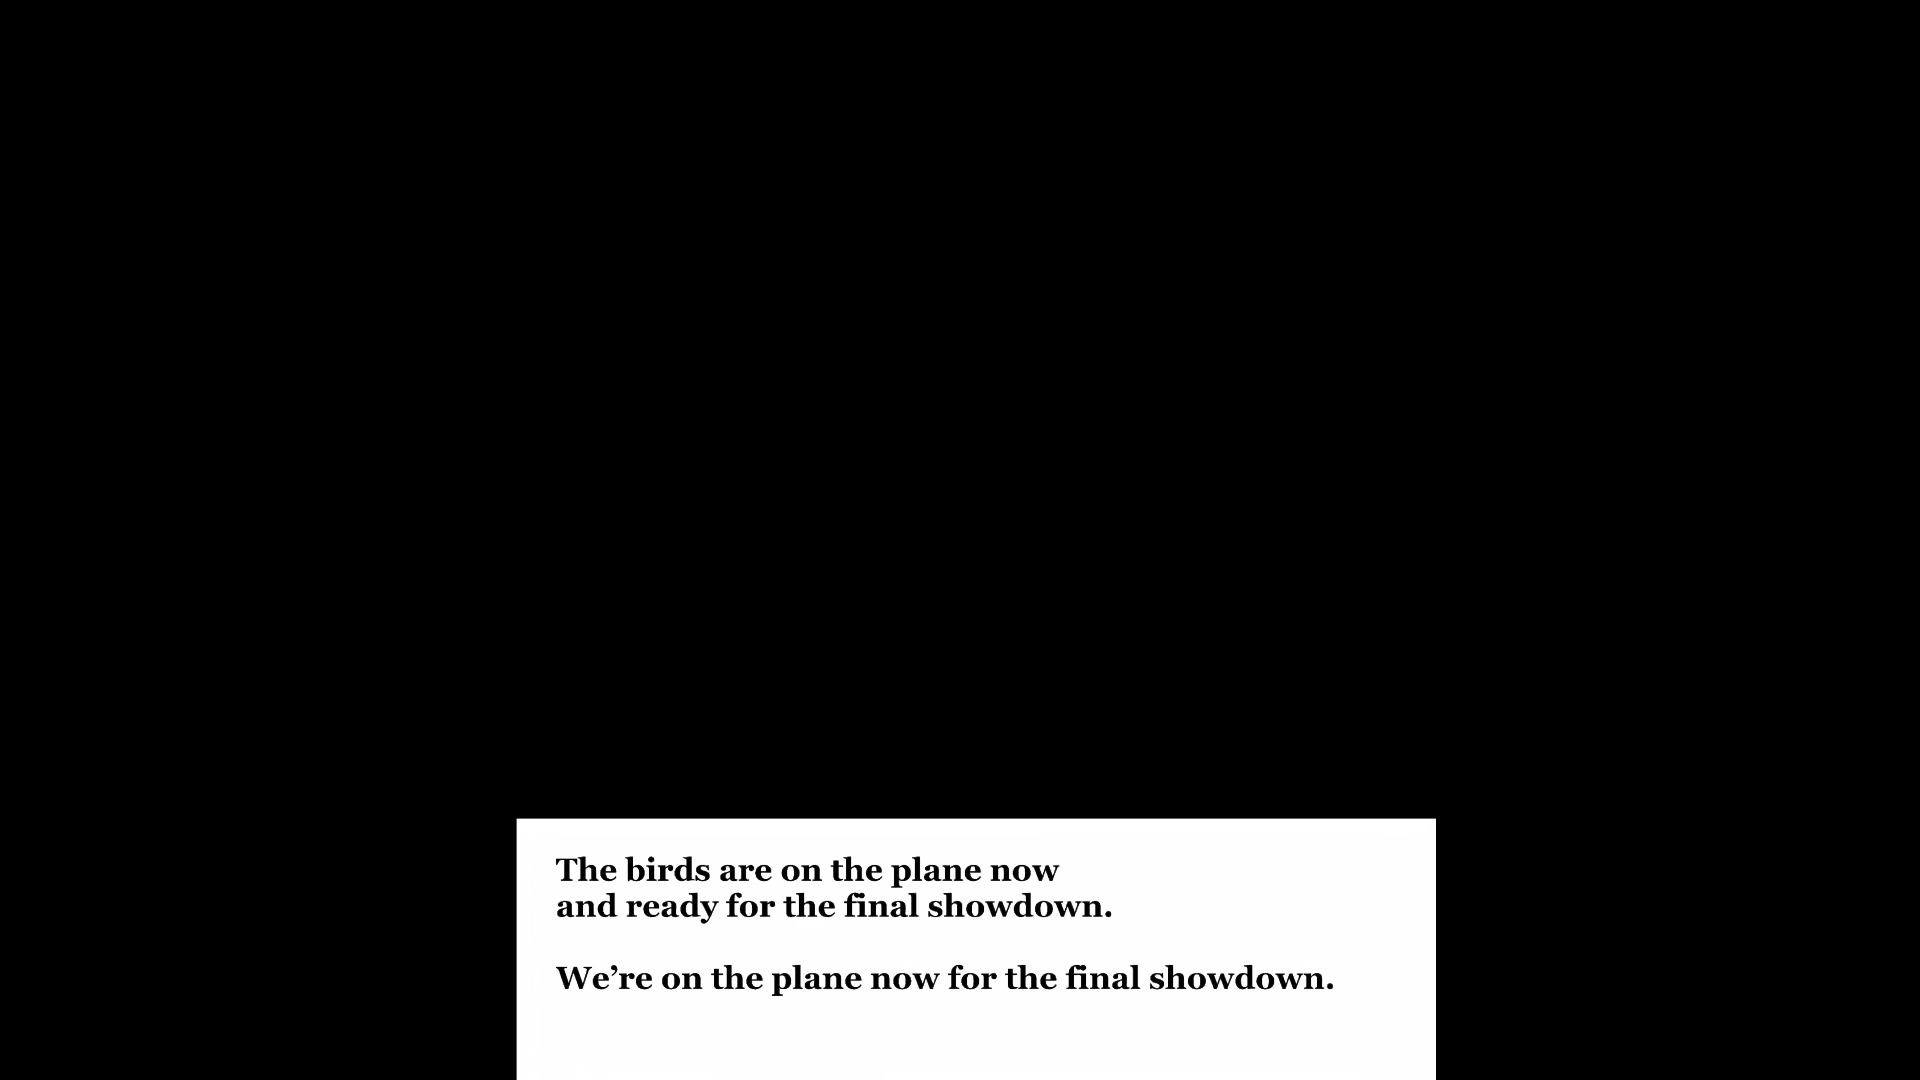 The birds are on the plane now
and ready for the final showdown.
We’re on the plane now for the final showdown.